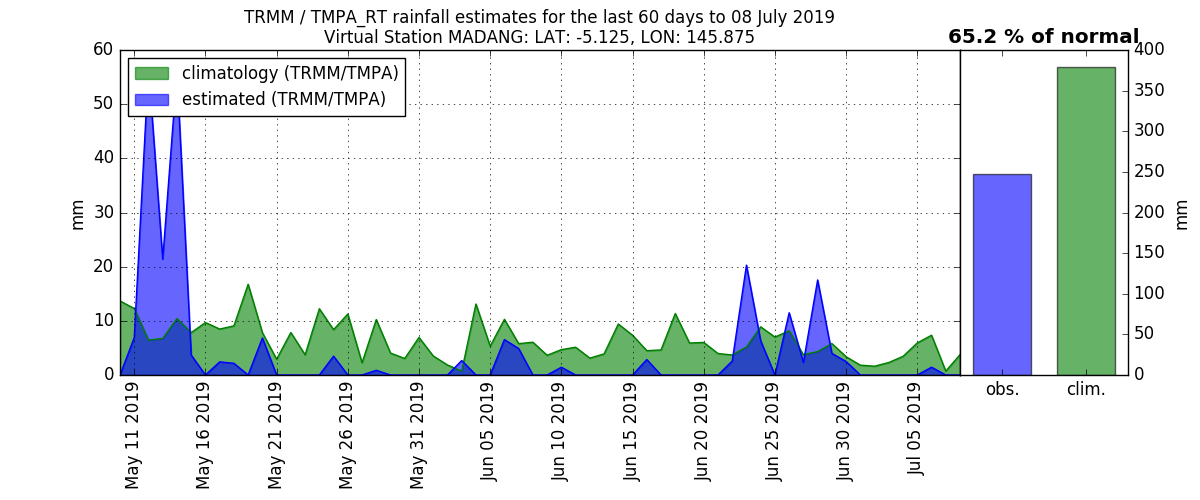 TRMM / TMPA_RT rainfall estimates for the last 60 days to 08 July 2019
Virtual Station MADANG: LAT: -5.125, LON: 145.875
65.2 % of normal
climatology (TRMM/TMPA)
estimated (TRMM/TMPA)
60
50
40
30
20
10
0
mm
May 11 2019
May 16 2019
May 21 2019
May 26 2019
May 31 2019
Jun 05 2019
Jun 10 2019
Jun 15 2019
Jun 20 2019
Jun 25 2019
Jun 30 2019
Jul 05 2019
obs.
clim.
400
350
300
250
200
150
100
50
0
mm